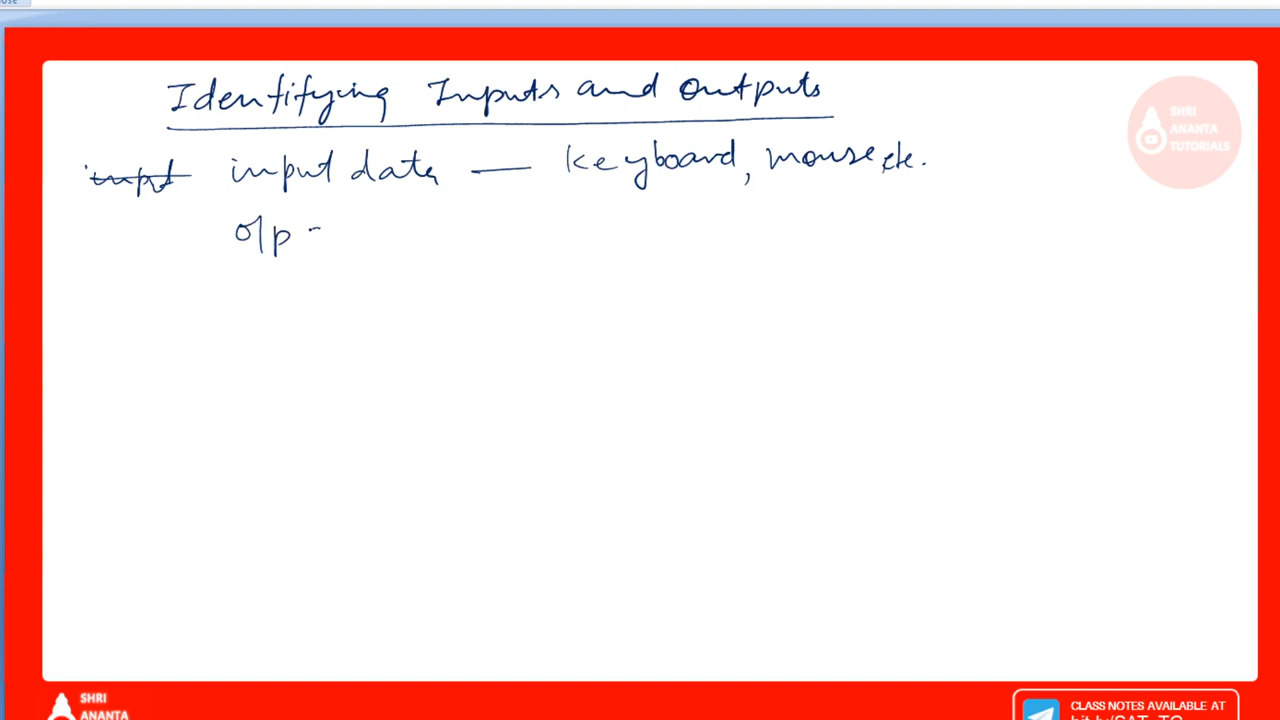 Identifying Inputs and Outputs
input data — keyboard, mouse, etc.
o/p -
SHRI
ANANTA
TUTORIALS
SHRI
ANANTA
CLASS NOTES AVAILABLE AT